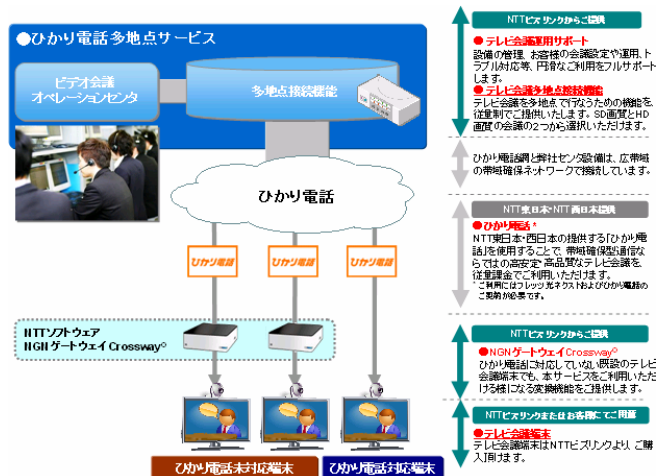 ●ひかり電話多地点サービス
ビデオ会議
オペレーションセンタ
多地点接続機能
ひかり電話
ひかり電話
ひかり電話
ひかり電話
NTTソフトウェア
NGNゲートウェイCrossway®
ひかり電話未対応端末
ひかり電話対応端末
NTTビズリンクからご提供
●テレビ会議運用サポート
設備の管理、お客様の会議設定や運用、ト
ラブル対応等、円滑なご利用をフルサポート
します。
●テレビ会議多地点接続機能
テレビ会議を多地点で行なうための機能を、
従量制でご提供いたします。SD画質とHD
画質の会議の2つから選択いただけます。
ひかり電話網と弊社センタ設備は、広帯域
の帯域確保ネットワークで接続しています。
NTT東日本・NTT西日本提供
●ひかり電話*
NTT東日本・西日本の提供する「ひかり電
話」を使用することで、帯域確保型通信な
らではの高安定・高品質なテレビ会議を、
従量課金でご利用いただけます。
*ご利用にはフレッツ光ネクストおよびひかり電話の
ご契約が必要です。
NTTビズリンクからご提供
●NGNゲートウェイCrossway®
ひかり電話に対応していない既設のテレビ
会議端末でも、本サービスをご利用いただ
ける様になる変換機能をご提供します。
NTTビズリンクまたはお客様にてご用意
●テレビ会議端末
テレビ会議端末はNTTビズリンクより、ご購
入頂けます。